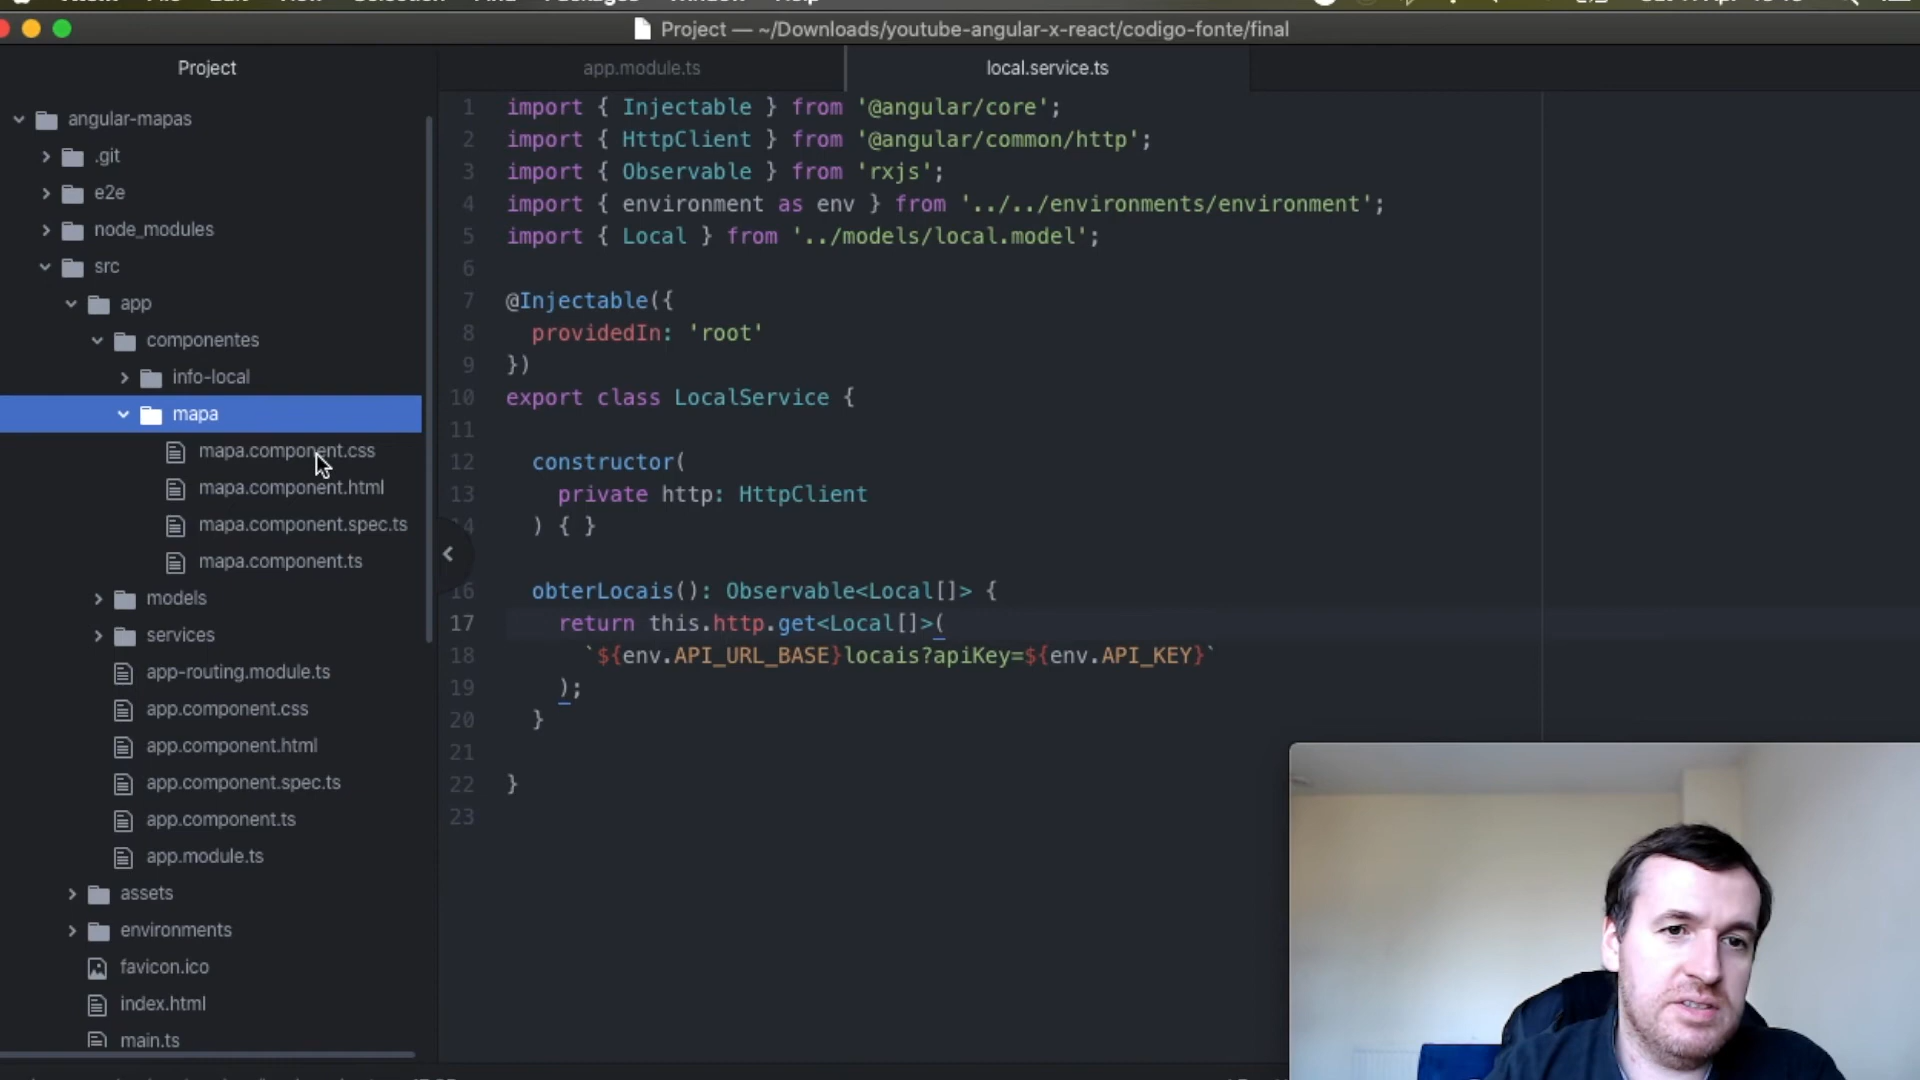 Project — ~/Downloads/youtube-angular-x-react/codigo-fonte/final
Project
app.module.ts
local.service.ts
angular-mapas
.git
e2e
node_modules
src
app
componentes
info-local
mapa
mapa.component.css
mapa.component.html
mapa.component.spec.ts
mapa.component.ts
models
services
app-routing.module.ts
app.component.css
app.component.html
app.component.spec.ts
app.component.ts
app.module.ts
assets
environments
favicon.ico
index.html
main.ts
1 import { Injectable } from '@angular/core';
2 import { HttpClient } from '@angular/common/http';
3 import { Observable } from 'rxjs';
4 import { environment as env } from '../../environments/environment';
5 import { Local } from '../models/local.model';
6
7 @Injectable({
8 providedIn: 'root'
9 })
10 export class LocalService {
11
12 constructor(
13 private http: HttpClient
14 ) { }
16 obterLocais(): Observable<Local[]> {
17 return this.http.get<Local[]>(
18 `${env.API_URL_BASE}locais?apiKey=${env.API_KEY}`
19 );
20 }
21
22 }
23